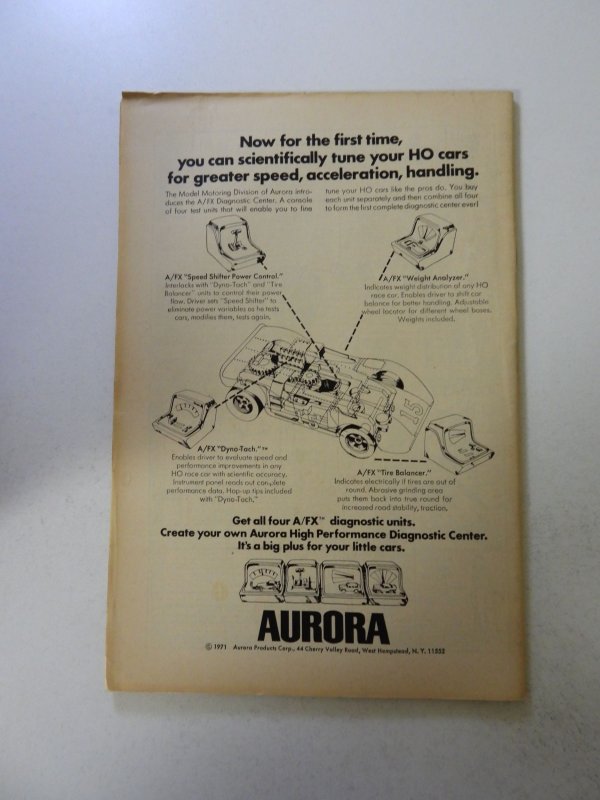 Now for the first time,
you can scientifically tune your HO cars
for greater speed, acceleration, handling.
The Model Motoring Division of Aurora intro-
duces the A/FX Diagnostic Center. A console
of four test units that will enable you to fine
tune your HO cars like the pros do. You buy
each unit separately and then combine all four
to form the first complete diagnostic center ever!
A/FX "Speed Shifter Power Control."
Interlocks with "Dyno-Tach" and "Tire
Balancer" units to control their power
flow. Driver sets "Speed Shifter" to
eliminate power variables as he tests
cars, modifies them, tests again.
A/FX "Weight Analyzer."
Indicates weight distribution of any HO
race car. Enables driver to shift car
balance for better handling. Adjustable
wheel locator for different wheel bases.
Weights included.
15
A/FX "Dyno-Tach."™
Enables driver to evaluate speed and
performance improvements in any
HO race car with scientific accuracy.
Instrument panel reads out complete
performance data. Hop-up tips included
with "Dyno-Tach."
A/FX "Tire Balancer."
Indicates electrically if tires are out of
round. Abrasive grinding area
puts them back into true round for
increased road stability, traction.
Get all four A/FX™ diagnostic units.
Create your own Aurora High Performance Diagnostic Center.
It's a big plus for your little cars.
AURORA
© 1971 Aurora Products Corp., 44 Cherry Valley Road, West Hempstead, N. Y. 11552